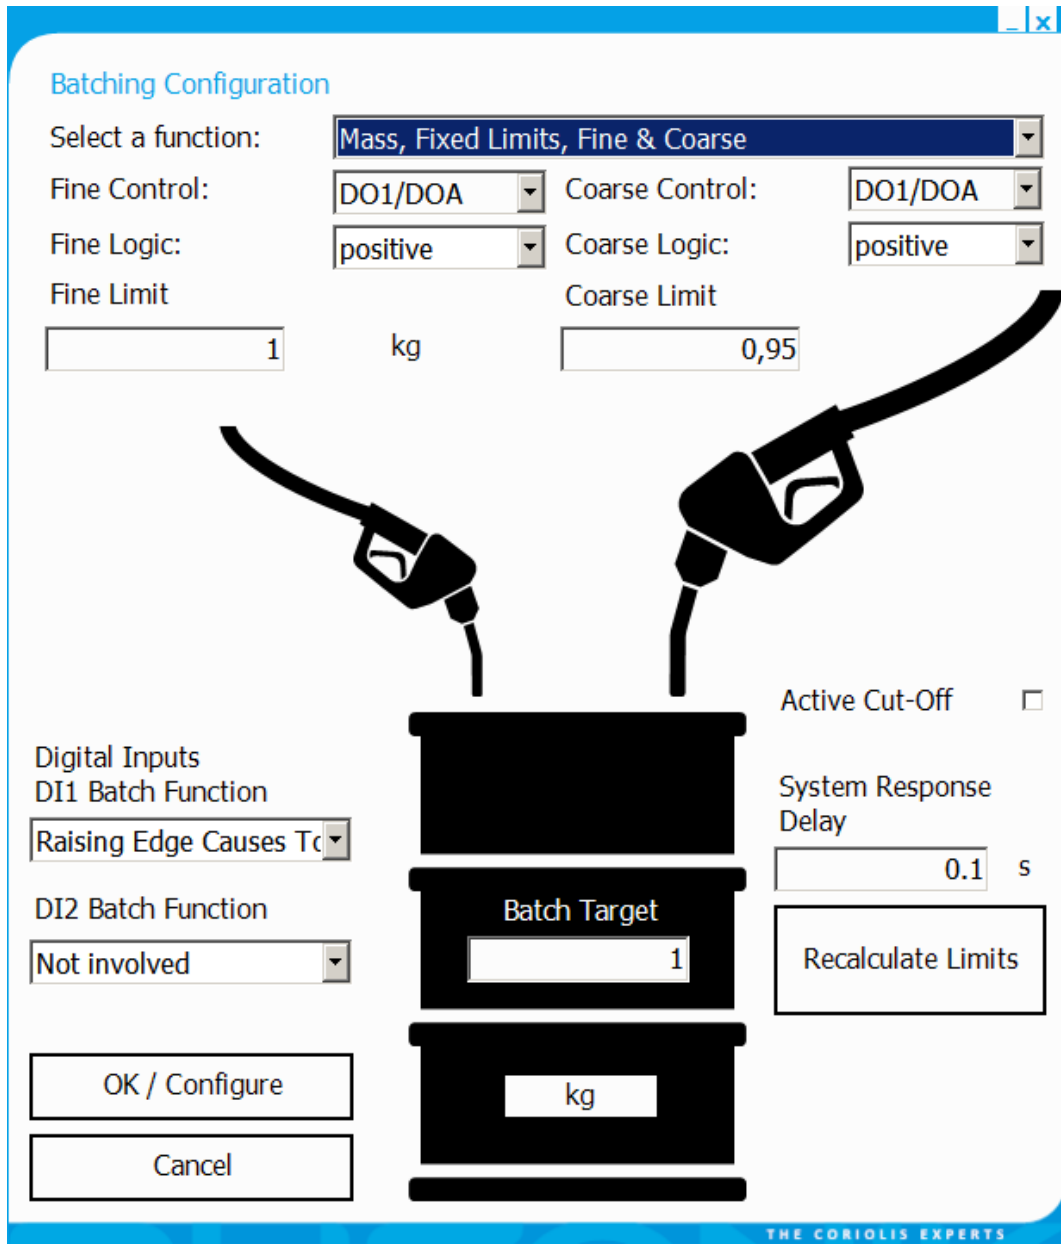 _ x
Batching Configuration
Select a function: Mass, Fixed Limits, Fine & Coarse
Fine Control: DO1/DOA Coarse Control: DO1/DOA
Fine Logic: positive Coarse Logic: positive
Fine Limit Coarse Limit
1 kg 0,95
Active Cut-Off
Digital Inputs
DI1 Batch Function
Raising Edge Causes To
System Response
Delay
0.1 s
DI2 Batch Function
Not involved
Batch Target
1
kg
Recalculate Limits
OK / Configure
Cancel
THE CORIOLIS EXPERTS